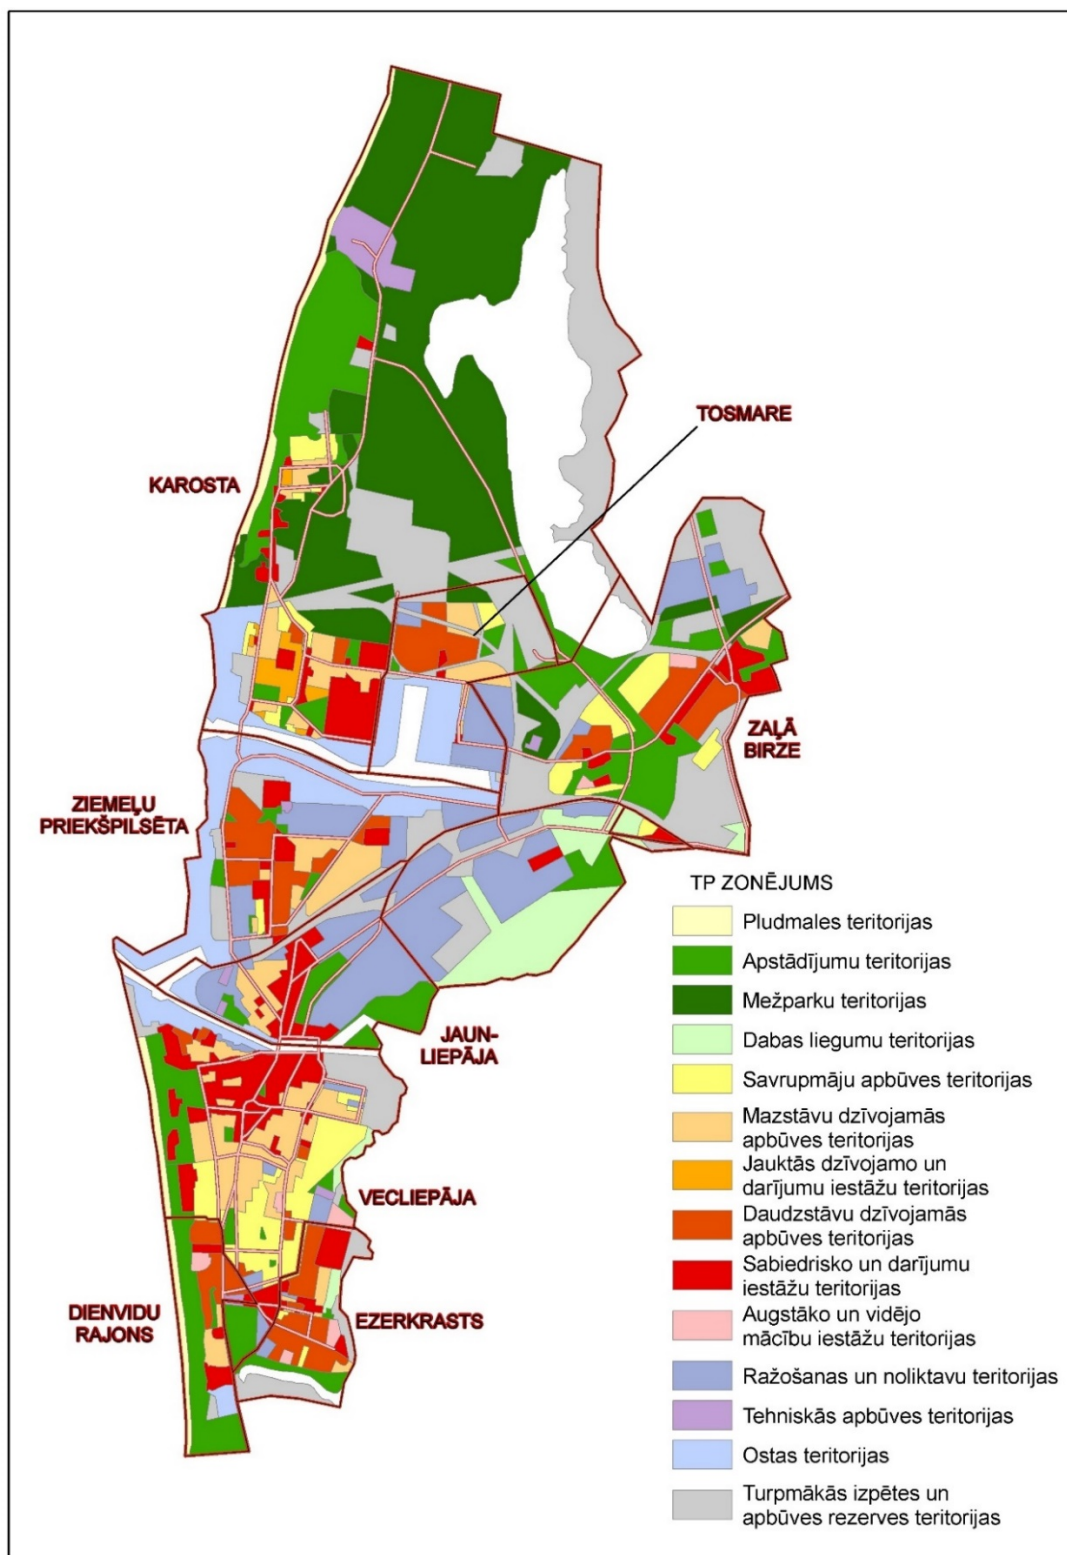 TOSMARE
KAROSTA
ZAĻĀ
BIRZE
ZIEMEĻU
PRIEKŠPILSĒTA
JAUN-
LIEPĀJA
VECLIEPĀJA
DIENVIDU
RAJONS
EZERKRASTS
TP ZONĒJUMS
Pludmales teritorijas
Apstādījumu teritorijas
Mežparku teritorijas
Dabas liegumu teritorijas
Savrupmāju apbūves teritorijas
Mazstāvu dzīvojamās
apbūves teritorijas
Jauktās dzīvojamo un
darījumu iestāžu teritorijas
Daudzstāvu dzīvojamās
apbūves teritorijas
Sabiedrisko un darījumu
iestāžu teritorijas
Augstāko un vidējo
mācību iestāžu teritorijas
Ražošanas un noliktavu teritorijas
Tehniskās apbūves teritorijas
Ostas teritorijas
Turpmākās izpētes un
apbūves rezerves teritorijas